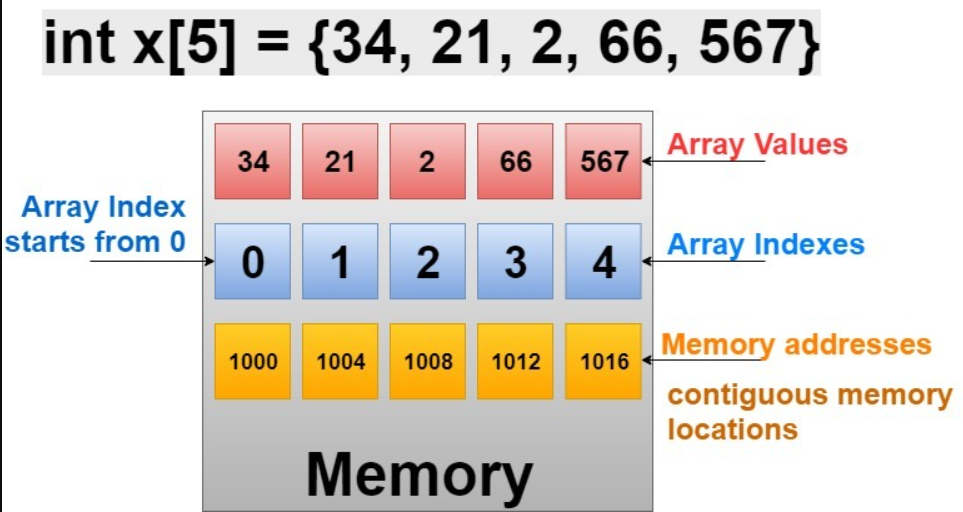 int x[5] = {34, 21, 2, 66, 567}
34 21 2 66 567
Array Values
Array Index
starts from 0
0 1 2 3 4
Array Indexes
1000 1004 1008 1012 1016
Memory addresses
contiguous memory
locations
Memory